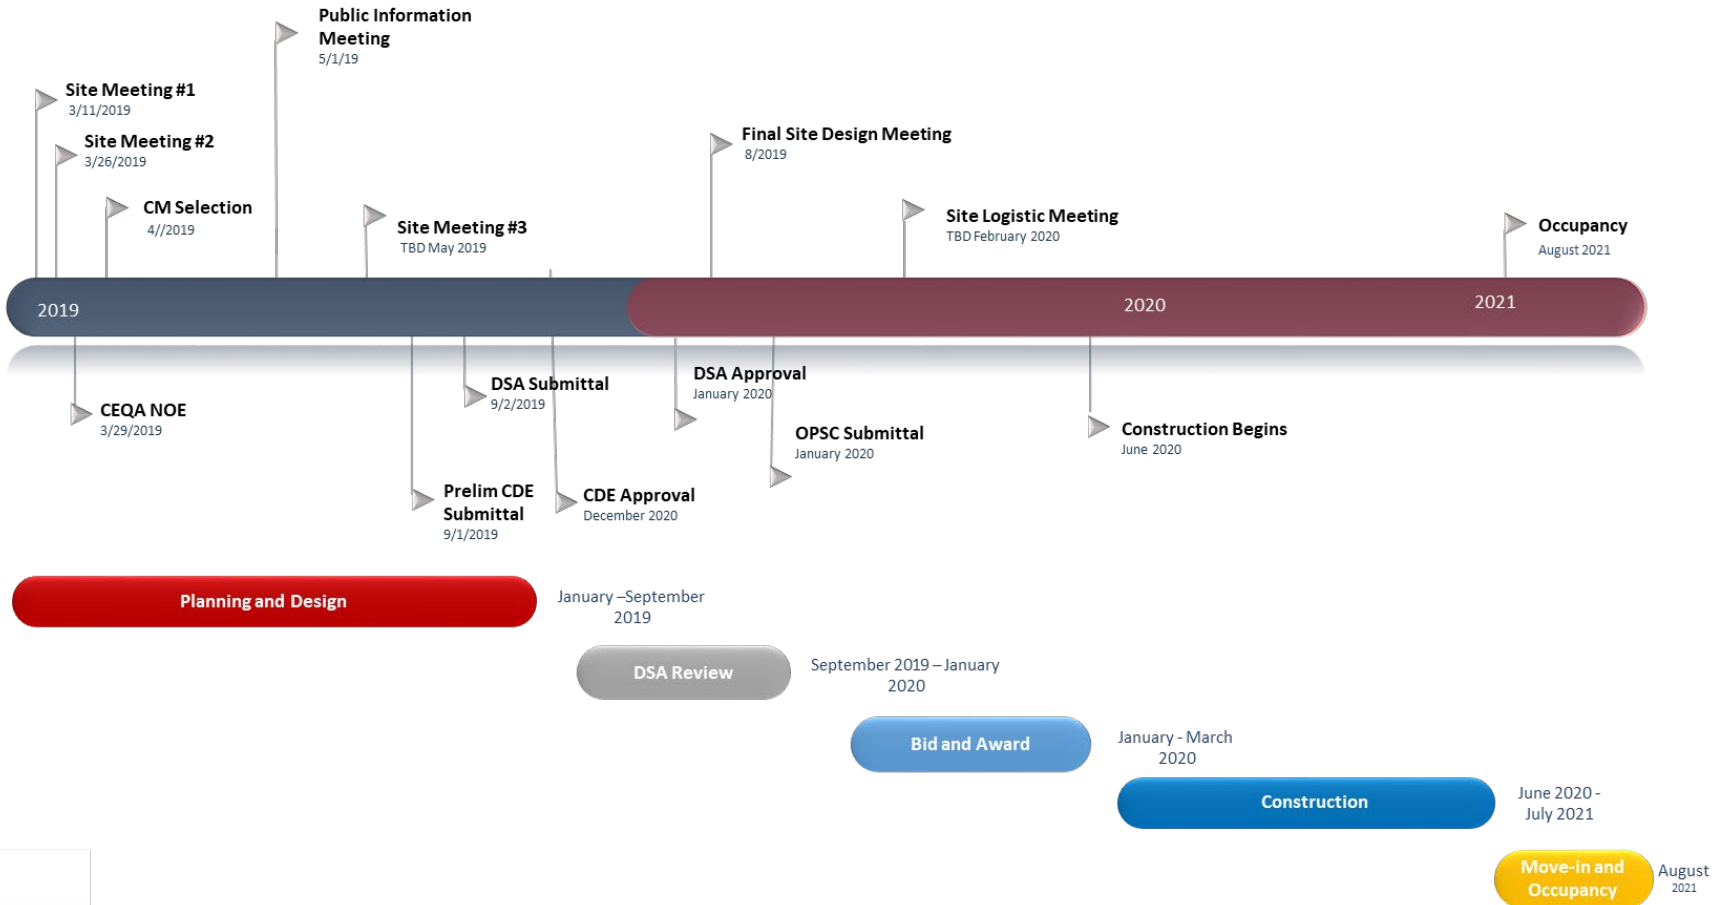 Public Information
Meeting
5/1/19
Site Meeting #1
3/11/2019
Site Meeting #2
3/26/2019
Final Site Design Meeting
8/2019
CM Selection
4//2019
Site Meeting #3
TBD May 2019
Site Logistic Meeting
TBD February 2020
Occupancy
August 2021
2019
2020
2021
CEQA NOE
3/29/2019
DSA Submittal
9/2/2019
DSA Approval
January 2020
OPSC Submittal
January 2020
Construction Begins
June 2020
Prelim CDE
Submittal
9/1/2019
CDE Approval
December 2020
Planning and Design
January –September
2019
DSA Review
September 2019 – January
2020
Bid and Award
January - March
2020
Construction
June 2020 -
July 2021
Move-in and
Occupancy
August
2021